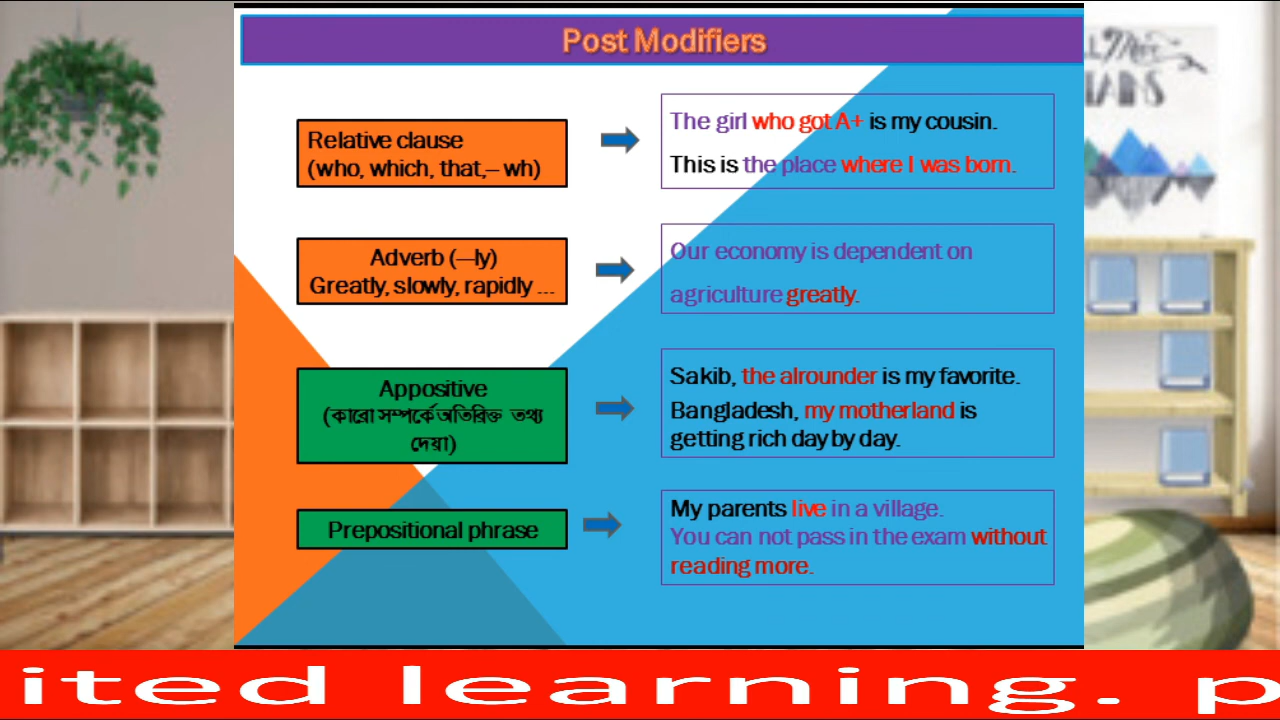 Post Modifiers
Relative clause
(who, which, that,– wh)
The girl who got A+ is my cousin.
This is the place where I was born.
Adverb (—ly)
Greatly, slowly, rapidly ...
Our economy is dependent on
agriculture greatly.
Appositive
(কারো সম্পর্কে অতিরিক্ত তথ্য
দেয়া)
Sakib, the alrounder is my favorite.
Bangladesh, my motherland is
getting rich day by day.
Prepositional phrase
My parents live in a village.
You can not pass in the exam without
reading more.
ited learning. p